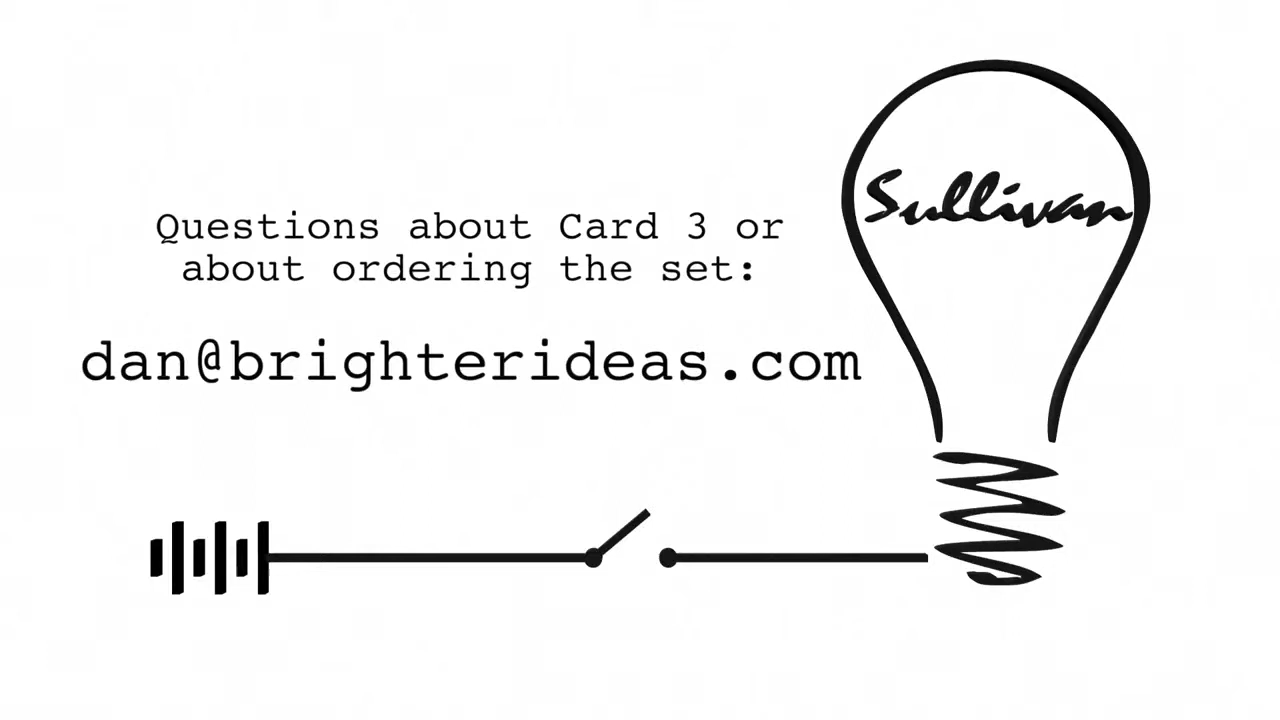 Questions about Card 3 or
about ordering the set:
dan@brighterideas.com
Sullivan